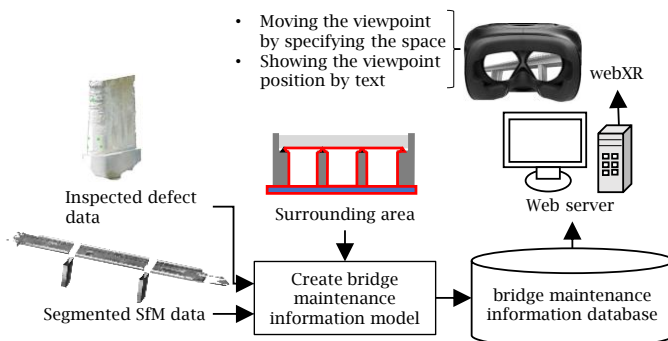 • Moving the viewpoint
by specifying the space
• Showing the viewpoint
position by text
webXR
Inspected defect
data
Surrounding area
Web server
Segmented SfM data
Create bridge
maintenance
information model
bridge maintenance
information database